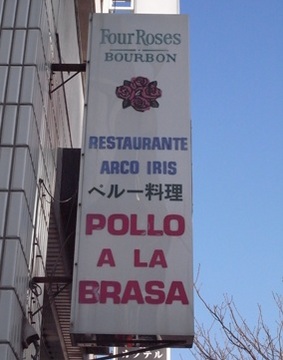 Four Roses
BOURBON
RESTAURANTE
ARCO IRIS
ペルー料理
POLLO
A LA
BRASA